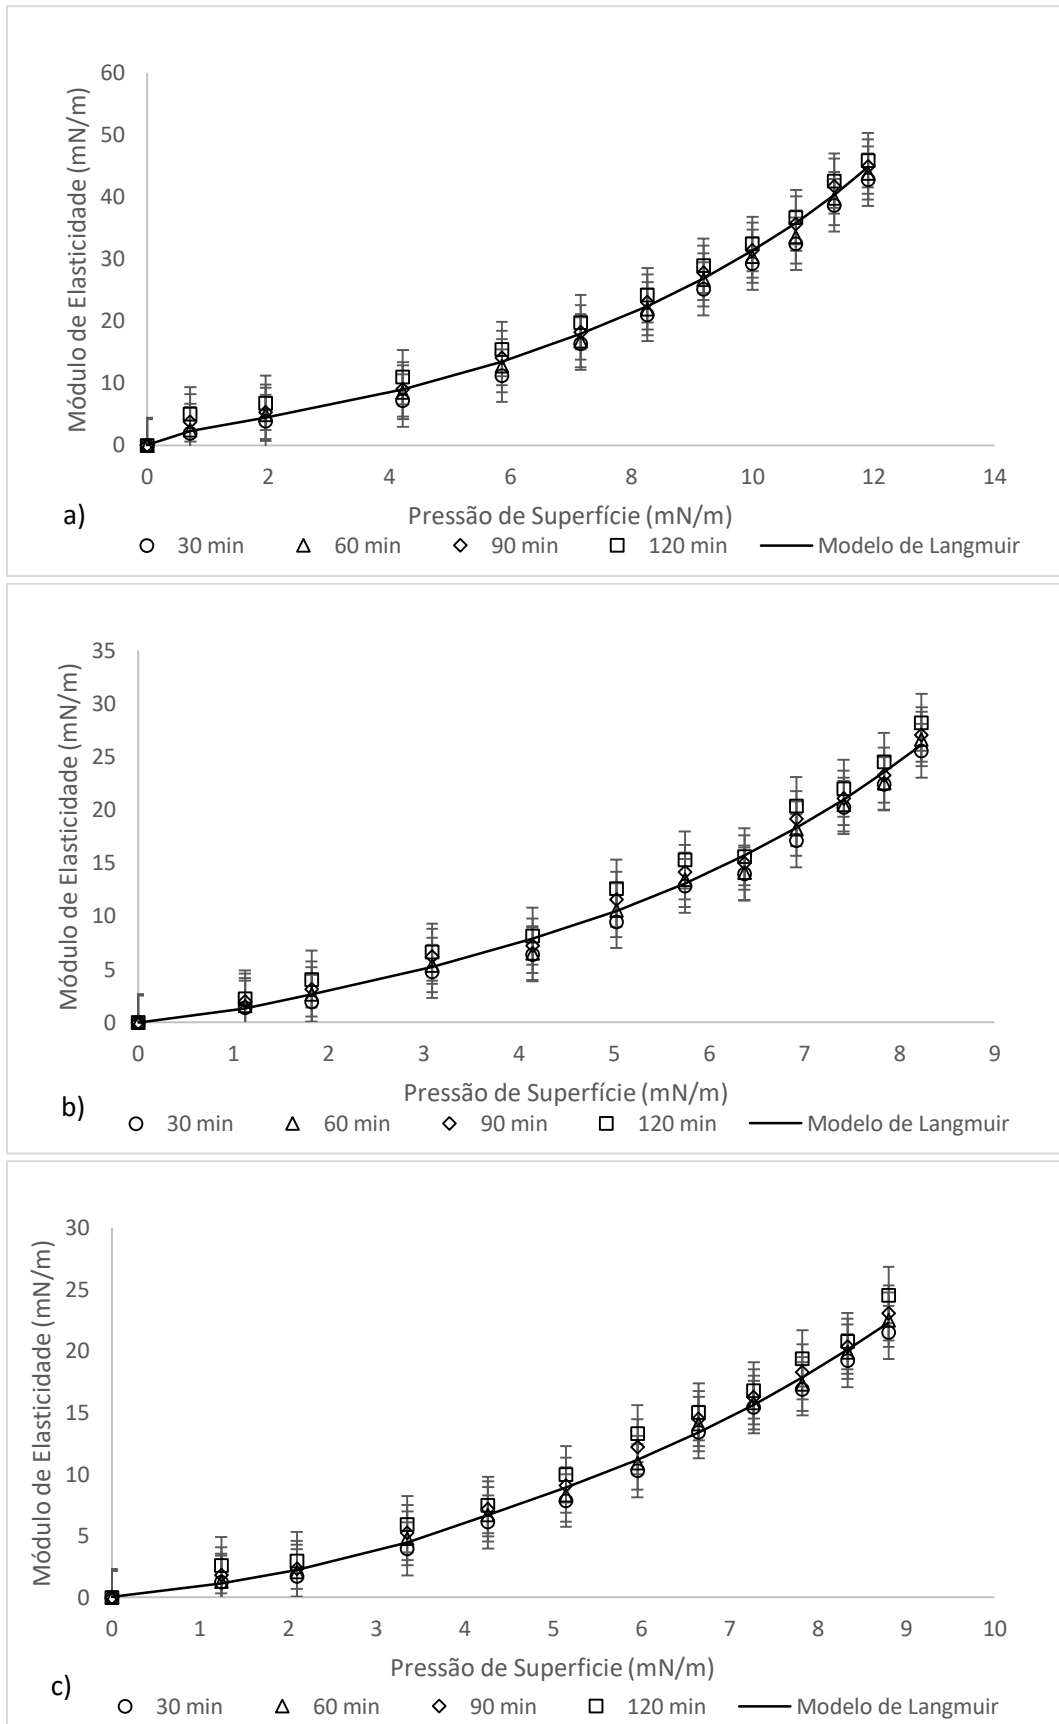 Módulo de Elasticidade (mN/m)
60
50
40
30
20
10
0
0 2 4 6 8 10 12 14
Pressão de Superfície (mN/m)
a)
30 min 60 min 90 min 120 min Modelo de Langmuir
Módulo de Elasticidade (mN/m)
35
30
25
20
15
10
5
0
0 1 2 3 4 5 6 7 8 9
Pressão de Superfície (mN/m)
b)
30 min 60 min 90 min 120 min Modelo de Langmuir
Módulo de Elasticidade (mN/m)
30
25
20
15
10
5
0
0 1 2 3 4 5 6 7 8 9 10
Pressão de Superficie (mN/m)
c)
30 min 60 min 90 min 120 min Modelo de Langmuir